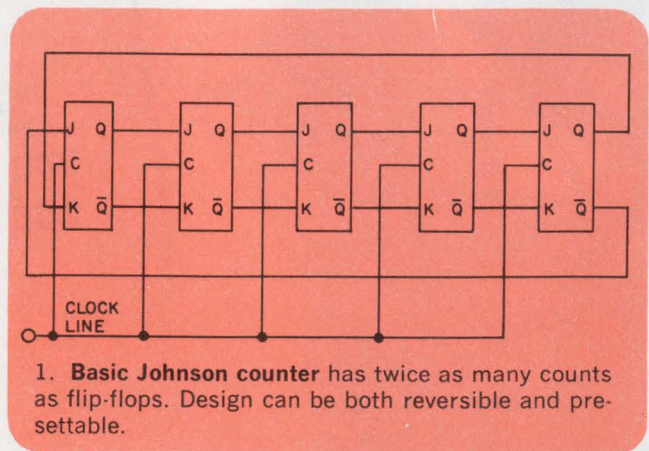 J Q J Q J Q J Q J Q
C C C C C
K Q̅ K Q̅ K Q̅ K Q̅ K Q̅
CLOCK
LINE
1. Basic Johnson counter has twice as many counts
as flip-flops. Design can be both reversible and pre-
settable.